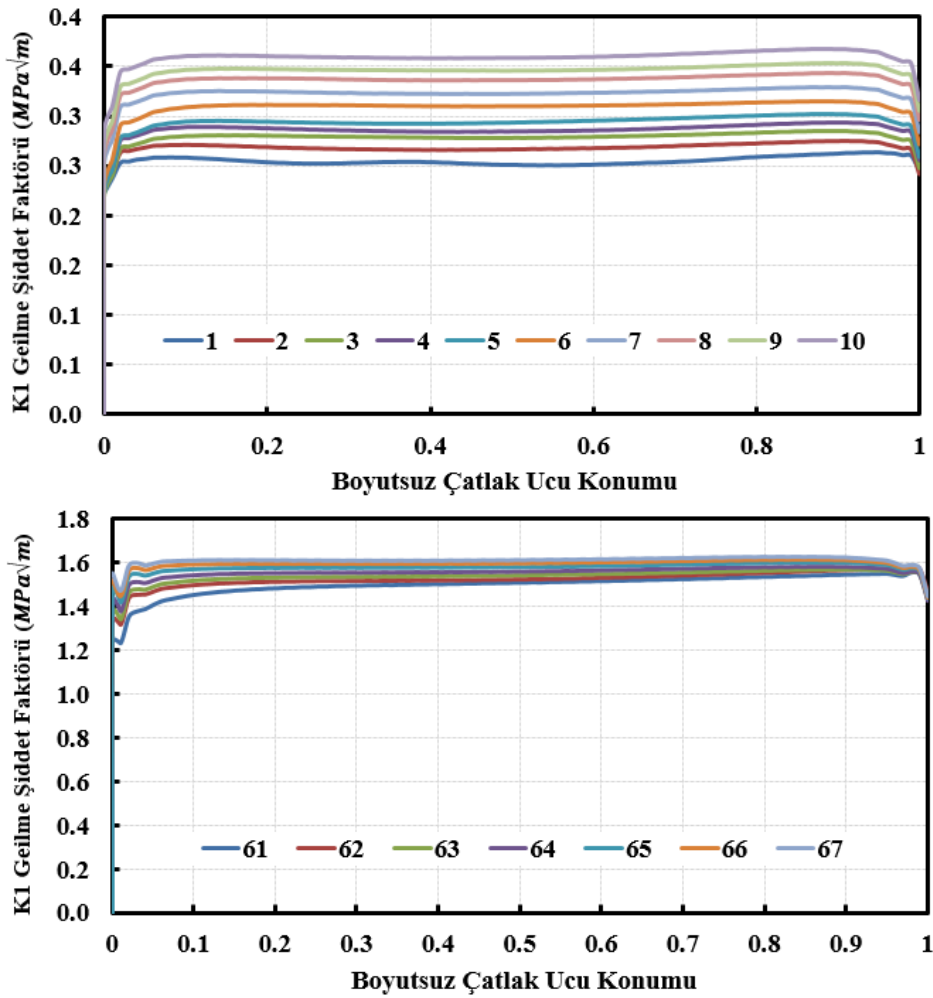 K1 Geilme Şiddet Faktörü (MPa√m)
0.4
0.4
0.3
0.3
0.2
0.2
0.1
0.1
0.0
1 2 3 4 5 6 7 8 9 10
0 0.2 0.4 0.6 0.8 1
Boyutsuz Çatlak Ucu Konumu
K1 Geilme Şiddet Faktörü (MPa√m)
1.8
1.6
1.4
1.2
1.0
0.8
0.6
0.4
0.2
0.0
61 62 63 64 65 66 67
0 0.1 0.2 0.3 0.4 0.5 0.6 0.7 0.8 0.9 1
Boyutsuz Çatlak Ucu Konumu